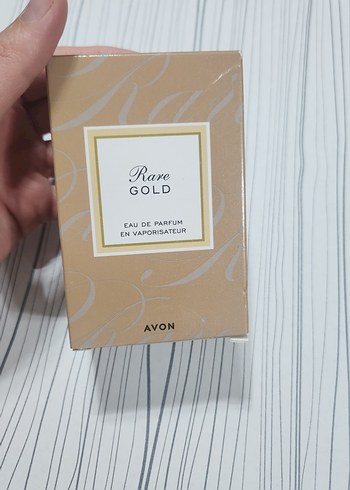 Rare
GOLD
EAU DE PARFUM
EN VAPORISATEUR
AVON